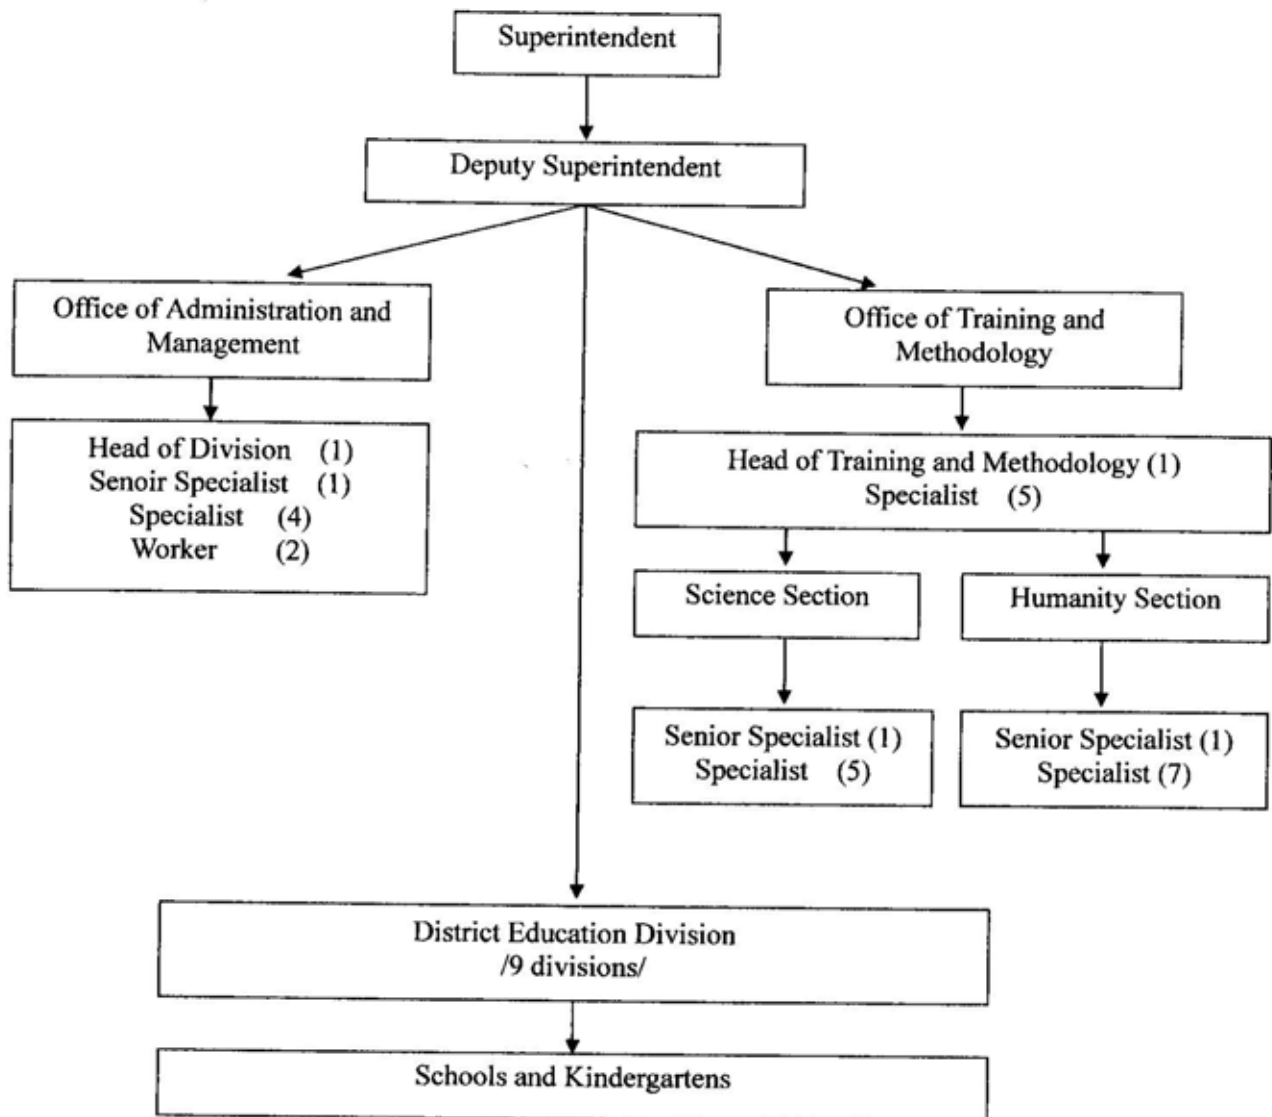 Superintendent
Deputy Superintendent
Office of Administration and
Management
Office of Training and
Methodology
Head of Division (1)
Senoir Specialist (1)
Specialist (4)
Worker (2)
Head of Training and Methodology (1)
Specialist (5)
Science Section
Humanity Section
Senior Specialist (1)
Specialist (5)
Senior Specialist (1)
Specialist (7)
District Education Division
/9 divisions/
Schools and Kindergartens